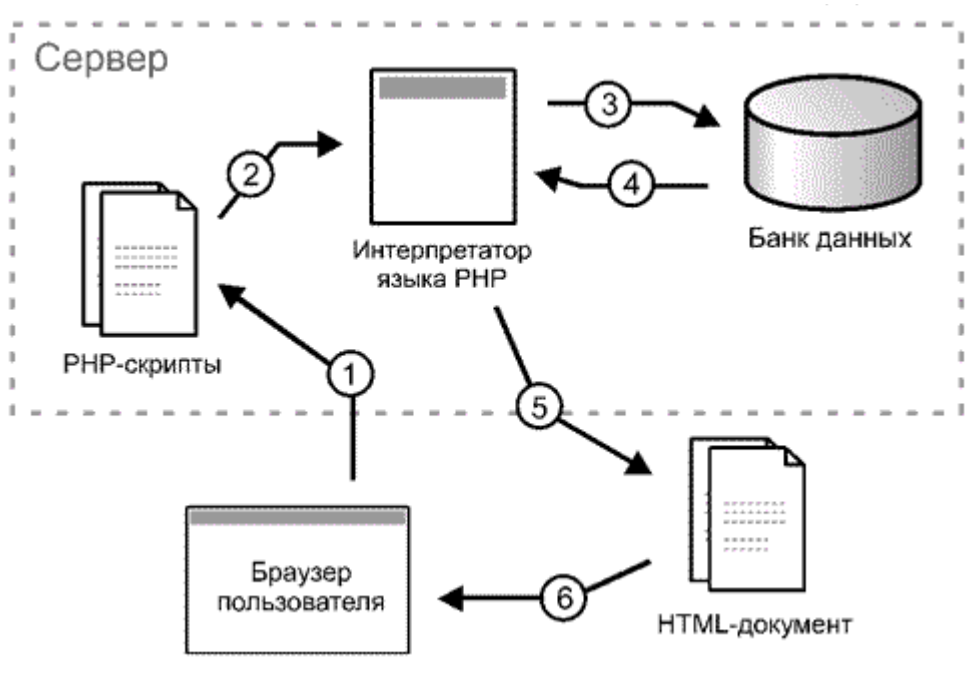 Сервер
2
3
4
Интерпретатор
языка PHP
Банк данных
PHP-скрипты
1
5
Браузер
пользователя
6
HTML-документ